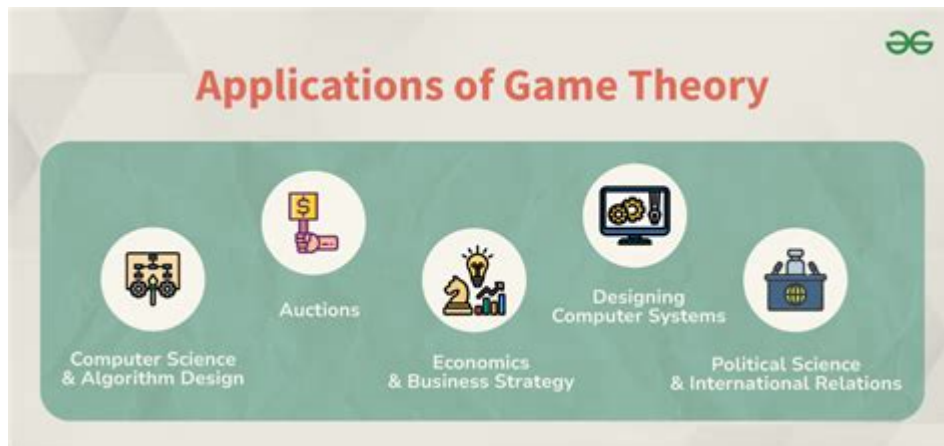 Applications of Game Theory
Computer Science
& Algorithm Design
$
Auctions
Economics
& Business Strategy
Designing
Computer Systems
Political Science
& International Relations